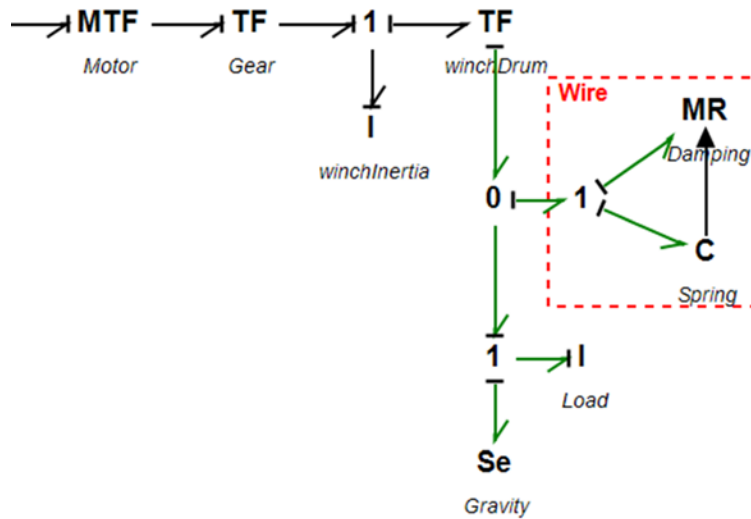 MTF TF 1 TF
Motor Gear winchDrum
Wire
MR
Damping
I
winchInertia
0 1
C
Spring
1 I
Load
Se
Gravity